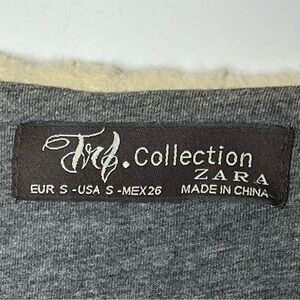 Trf. Collection
ZARA
EUR S -USA S -MEX26
MADE IN CHINA